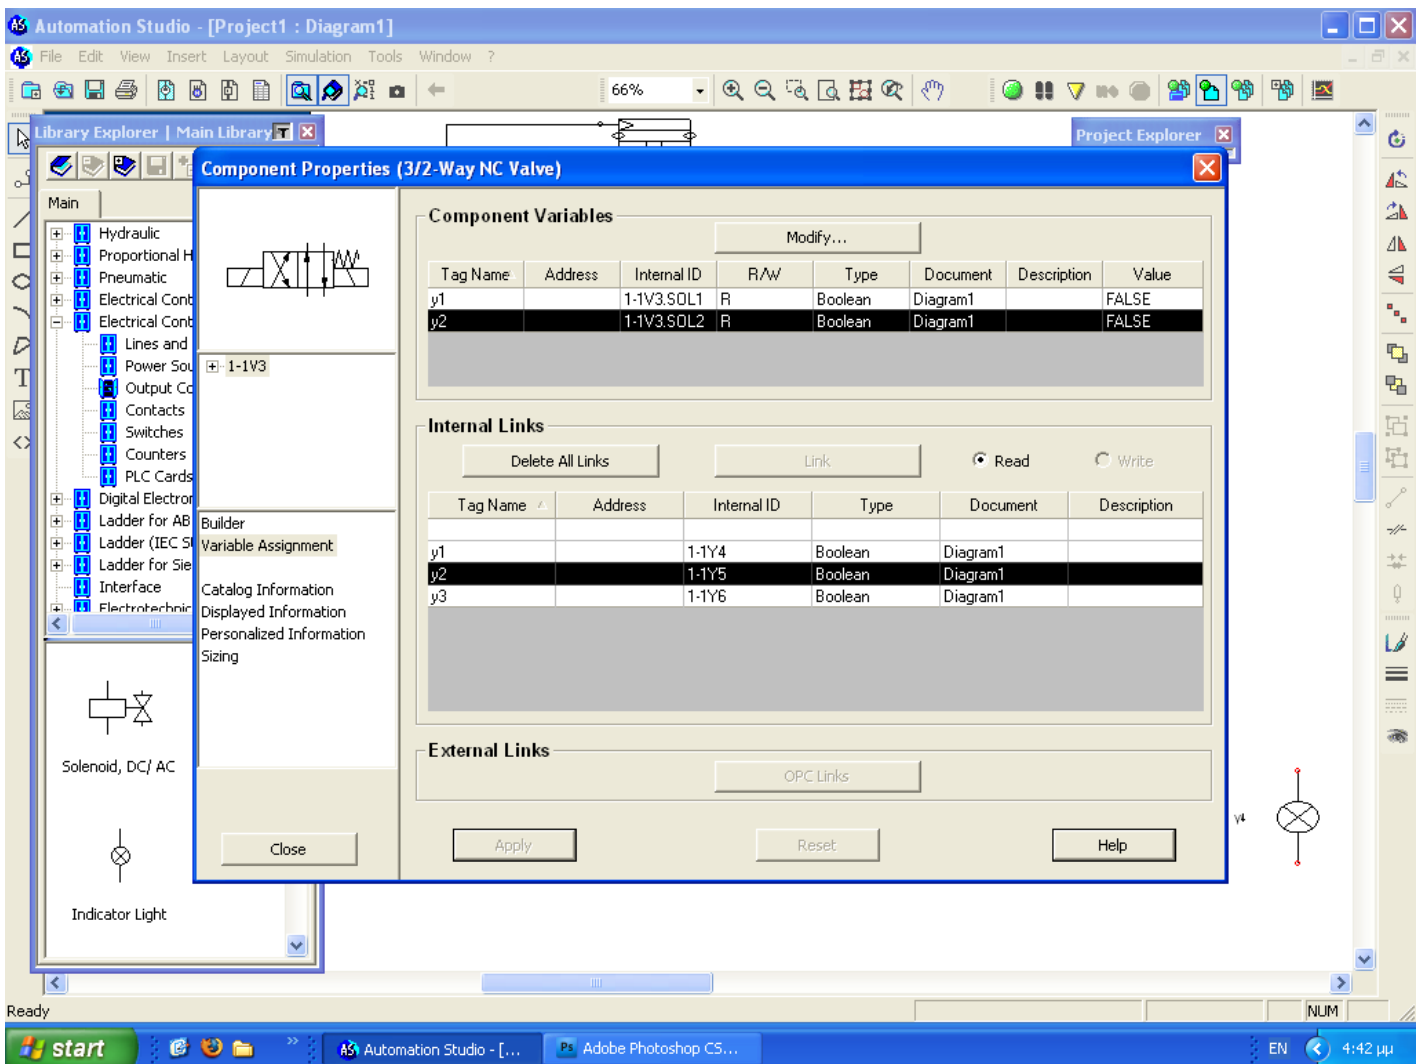 Automation Studio - [Project1 : Diagram1]
File Edit View Insert Layout Simulation Tools Window ?
66%
Library Explorer | Main Library
Project Explorer
Main
Hydraulic
Proportional H
Pneumatic
Electrical Cont
Electrical Cont
Lines and
Power Sou
Output Co
Contacts
Switches
Counters
PLC Cards
Digital Electror
Ladder for AB
Ladder (IEC S
Ladder for Sie
Interface
Electrotechnic
Solenoid, DC/ AC
Indicator Light
Component Properties (3/2-Way NC Valve)
1-1V3
Builder
Variable Assignment
Catalog Information
Displayed Information
Personalized Information
Sizing
Close
Component Variables
Modify...
Tag Name Address Internal ID R/W Type Document Description Value
y1 1-1V3.SOL1 R Boolean Diagram1 FALSE
y2 1-1V3.SOL2 R Boolean Diagram1 FALSE
Internal Links
Delete All Links Link Read Write
Tag Name Address Internal ID Type Document Description
y1 1-1Y4 Boolean Diagram1
y2 1-1Y5 Boolean Diagram1
y3 1-1Y6 Boolean Diagram1
External Links
OPC Links
Apply Reset Help
Ready
NUM
start
Automation Studio - [...
Ps Adobe Photoshop CS...
EN
4:42 μμ